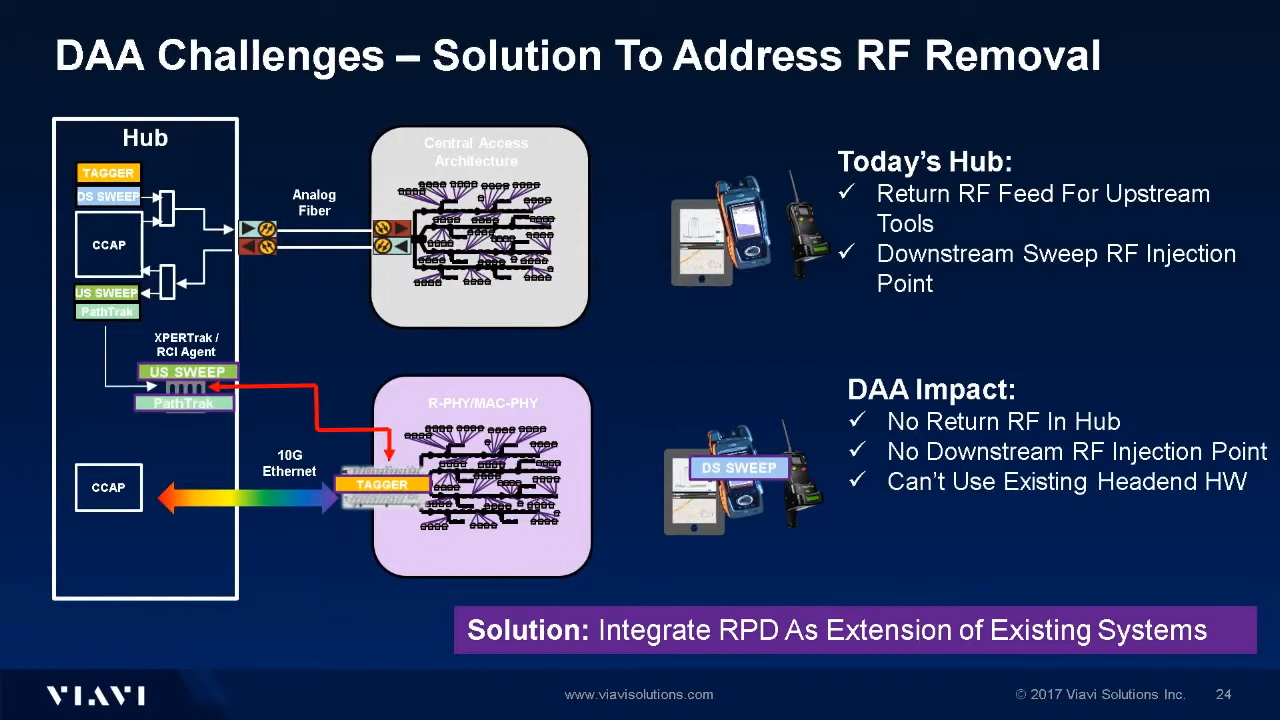 DAA Challenges – Solution To Address RF Removal
Hub
TAGGER
DS SWEEP
CCAP
US SWEEP
PathTrak
XPERTrak /
RCI Agent
US SWEEP
PathTrak
CCAP
Analog
Fiber
Central Access
Architecture
10G
Ethernet
R-PHY/MAC-PHY
TAGGER
Today’s Hub:
✓ Return RF Feed For Upstream
Tools
✓ Downstream Sweep RF Injection
Point
DS SWEEP
DAA Impact:
✓ No Return RF In Hub
✓ No Downstream RF Injection Point
✓ Can’t Use Existing Headend HW
Solution: Integrate RPD As Extension of Existing Systems
VIAVI
www.viavisolutions.com
© 2017 Viavi Solutions Inc.
24